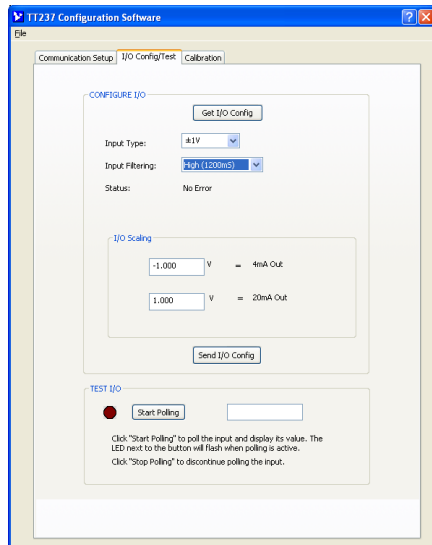 TT237 Configuration Software
File
Communication Setup I/O Config/Test Calibration
CONFIGURE I/O
Get I/O Config
Input Type: ±1V
Input Filtering: High (1200mS)
Status: No Error
I/O Scaling
-1.000 V = 4mA Out
1.000 V = 20mA Out
Send I/O Config
TEST I/O
Start Polling
Click "Start Polling" to poll the input and display its value. The
LED next to the button will flash when polling is active.
Click "Stop Polling" to discontinue polling the input.